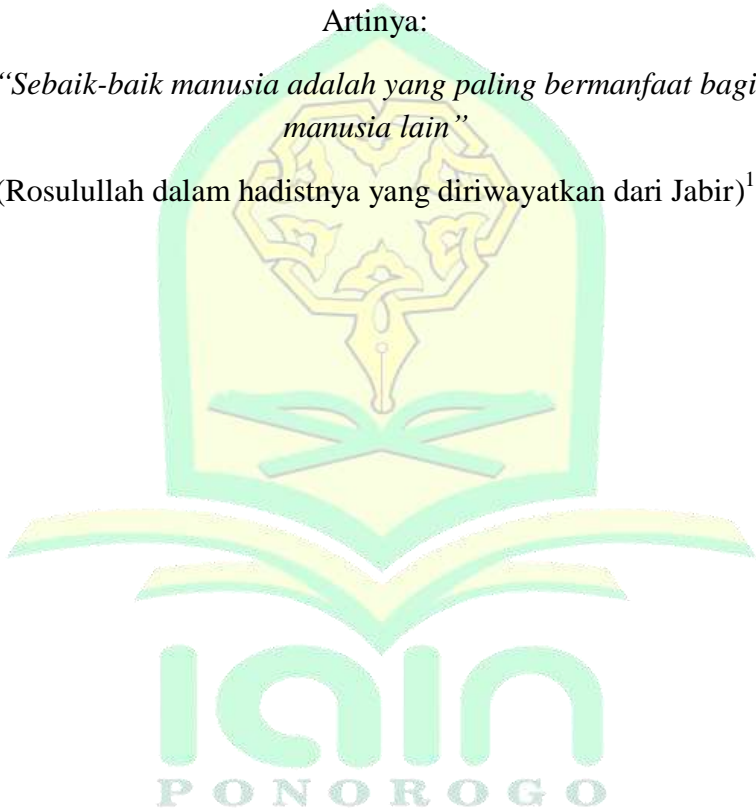 Artinya:
“Sebaik-baik manusia adalah yang paling bermanfaat bagi
manusia lain”
(Rosulullah dalam hadistnya yang diriwayatkan dari Jabir)1
IAIN
PONOROGO